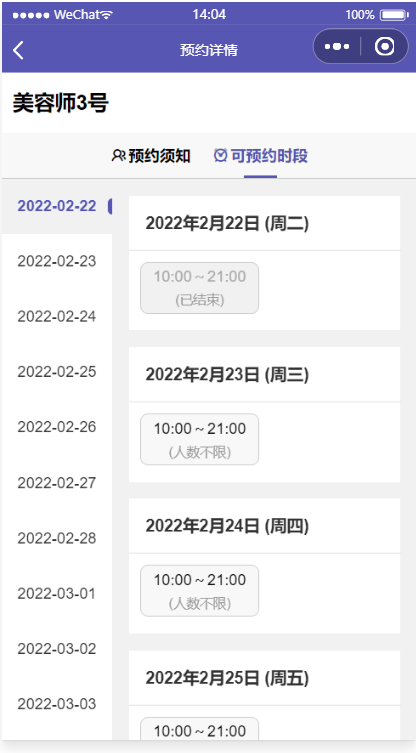 WeChat 14:04 100%
预约详情
美容师3号
预约须知 可预约时段
2022-02-22
2022-02-23
2022-02-24
2022-02-25
2022-02-26
2022-02-27
2022-02-28
2022-03-01
2022-03-02
2022-03-03
2022年2月22日 (周二)
10:00～21:00
(已结束)
2022年2月23日 (周三)
10:00～21:00
(人数不限)
2022年2月24日 (周四)
10:00～21:00
(人数不限)
2022年2月25日 (周五)
10:00～21:00